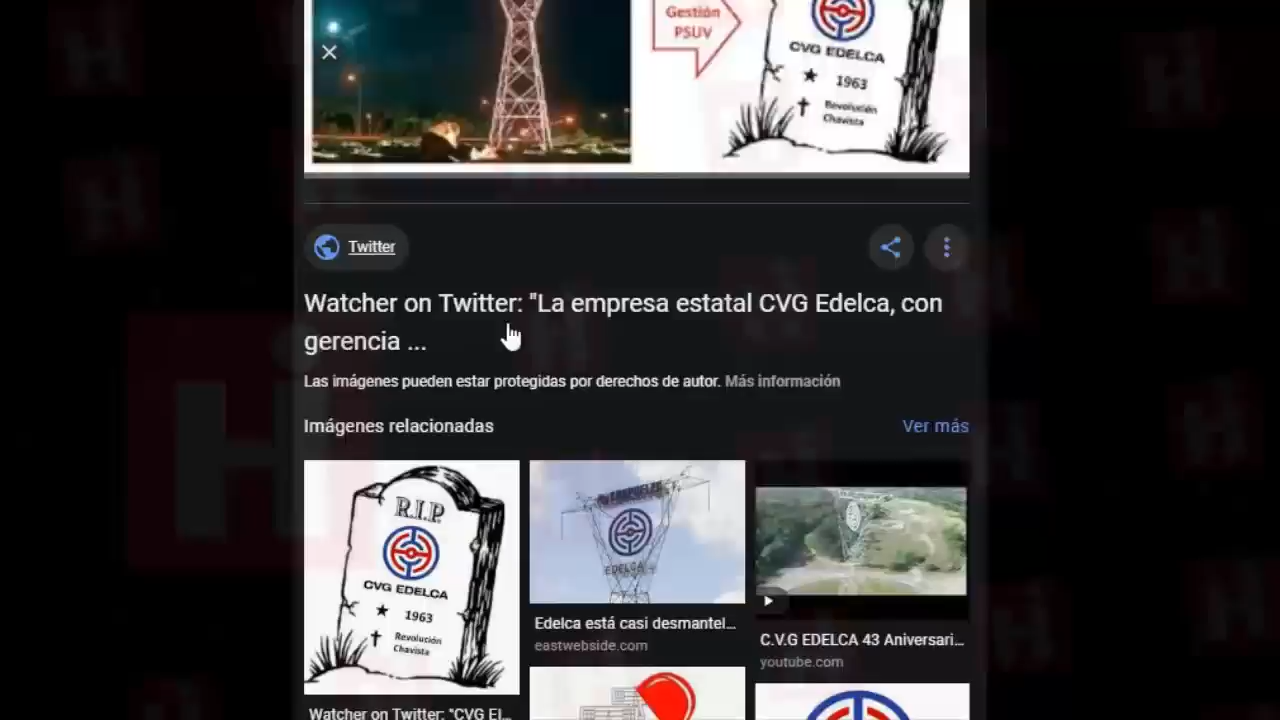 Gestión
PSUV
CVG EDELCA
1963
Revolución
Chavista
Twitter
Watcher on Twitter: "La empresa estatal CVG Edelca, con
gerencia ...
Las imágenes pueden estar protegidas por derechos de autor. Más información
Imágenes relacionadas
Ver más
R.I.P.
CVG EDELCA
1963
Revolución
Chavista
EDELCA
Edelca está casi desmantel...
eastwebside.com
C.V.G EDELCA 43 Aniversari...
youtube.com
Watcher on Twitter: "CVG El...